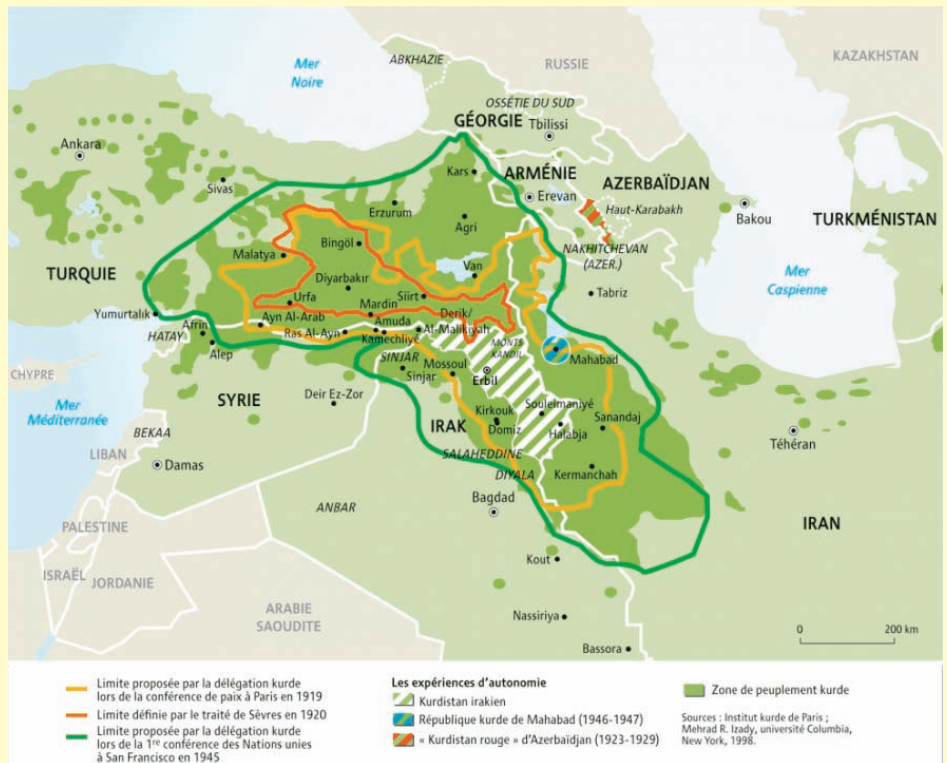 ABKHAZIE
RUSSIE
KAZAKHSTAN
Mer
Noire
OSSÉTIE DU SUD
GÉORGIE
Tbilissi
Ankara
Sivas
Kars
ARMÉNIE
Erevan
AZERBAÏDJAN
Haut-Karabakh
Bakou
TURKMÉNISTAN
Erzurum
Agri
NAKHITCHEVAN
(AZER.)
TURQUIE
Malatya
Bingöl
Van
Tabriz
Mer
Caspienne
Diyarbakır
Urfa
Mardin
Siirt
Yumurtalık
Ayn Al-Arab
Amuda
Derik/
Al-Malikiyah
HATAY
Afrin
Ras Al-Ayn
Kamechliyé
MONTS
KANDIL
Mahabad
Alep
SINJAR
Sinjar
Mossoul
Erbil
CHYPRE
SYRIE
Deir Ez-Zor
IRAK
Kirkouk
Domiz
Souleimaniyé
Halabja
Sanandaj
Téhéran
Mer
Méditerranée
BEKAA
LIBAN
Damas
SALAHEDDINE
DIYALA
Kermanchah
Bagdad
ANBAR
IRAN
PALESTINE
ISRAËL
JORDANIE
Kout
ARABIE
SAOUDITE
Nassiriya
Bassora
0 200 km
Limite proposée par la délégation kurde
lors de la conférence de paix à Paris en 1919
Limite définie par le traité de Sèvres en 1920
Limite proposée par la délégation kurde
lors de la 1re conférence des Nations unies
à San Francisco en 1945
Les expériences d'autonomie
Kurdistan irakien
République kurde de Mahabad (1946-1947)
« Kurdistan rouge » d'Azerbaïdjan (1923-1929)
Zone de peuplement kurde
Sources : Institut kurde de Paris ;
Mehrad R. Izady, université Columbia,
New York, 1998.